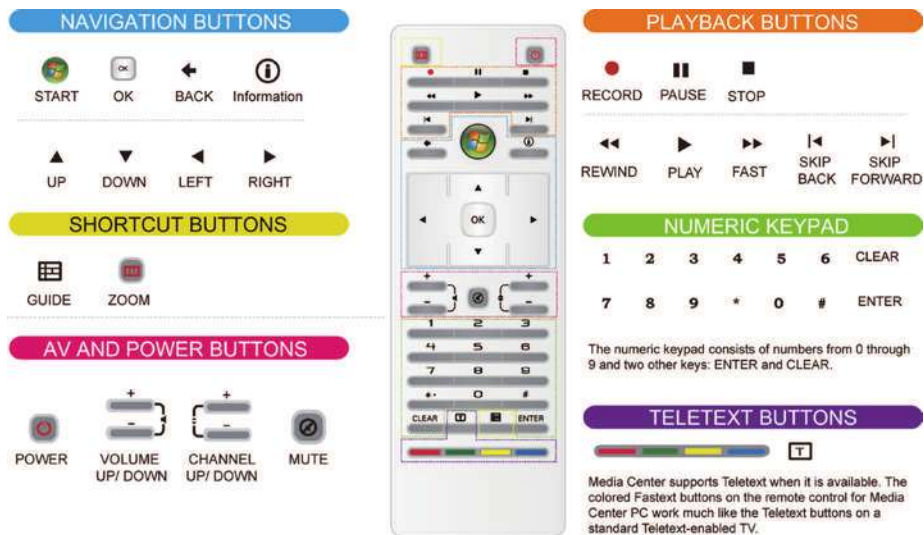 NAVIGATION BUTTONS
START OK BACK Information
UP DOWN LEFT RIGHT
SHORTCUT BUTTONS
GUIDE ZOOM
AV AND POWER BUTTONS
+ +
- -
POWER VOLUME UP/ DOWN CHANNEL UP/ DOWN MUTE
OK
+ +
- -
1 2 3
4 5 6
7 8 9
*· 0 #
CLEAR T ENTER
PLAYBACK BUTTONS
RECORD PAUSE STOP
REWIND PLAY FAST SKIP BACK SKIP FORWARD
NUMERIC KEYPAD
1 2 3 4 5 6 CLEAR
7 8 9 * 0 # ENTER
The numeric keypad consists of numbers from 0 through
9 and two other keys: ENTER and CLEAR.
TELETEXT BUTTONS
T
Media Center supports Teletext when it is available. The
colored Fastext buttons on the remote control for Media
Center PC work much like the Teletext buttons on a
standard Teletext-enabled TV.